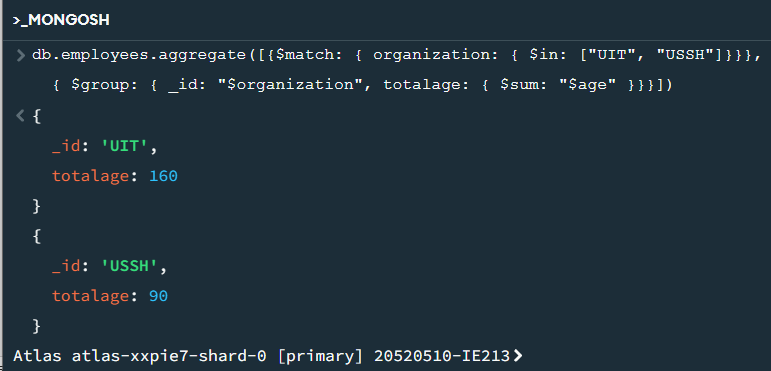 >_MONGOSH
> db.employees.aggregate([{$match: { organization: { $in: ["UIT", "USSH"]}}},
{ $group: { _id: "$organization", totalage: { $sum: "$age" }}}])
< {
_id: 'UIT',
totalage: 160
}
{
_id: 'USSH',
totalage: 90
}
Atlas atlas-xxpie7-shard-0 [primary] 20520510-IE213>